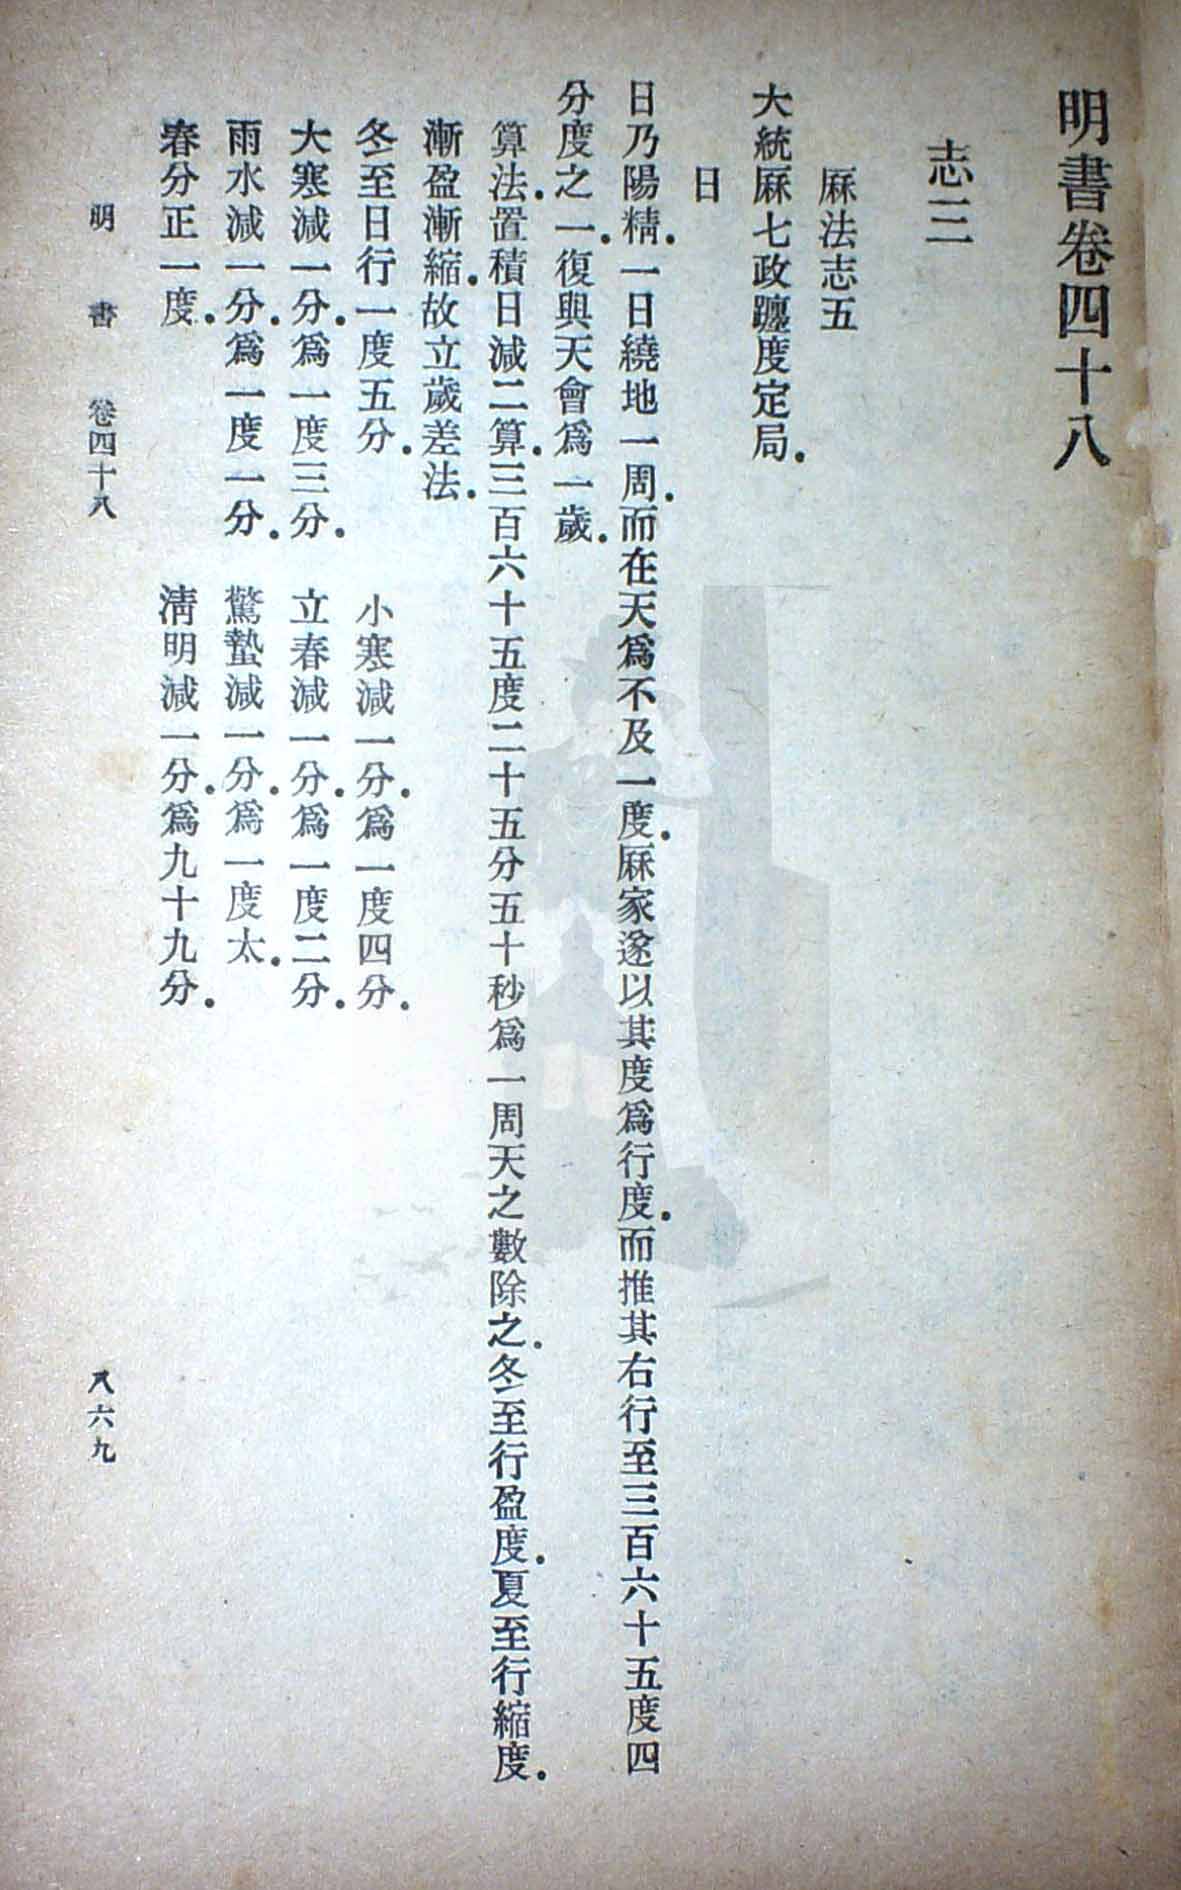 明書卷四十八
志三
厤法志五
大統厤七政躔度定局.
日
日乃陽精.一日繞地一周.而在天爲不及一度.厤家遂以其度爲行度.而推其右行至三百六十五度四
分度之一.復與天會爲一歲.
算法.置積日減二算.三百六十五度二十五分五十秒爲一周天之數除之.冬至行盈度.夏至行縮度.
漸盈漸縮.故立歲差法.
冬至日行一度五分. 小寒減一分.爲一度四分.
大寒減一分.爲一度三分. 立春減一分.爲一度二分.
雨水減一分.爲一度一分. 驚蟄減一分.爲一度太.
春分正一度. 淸明減一分.爲九十九分.
明書 卷四十八 八六九